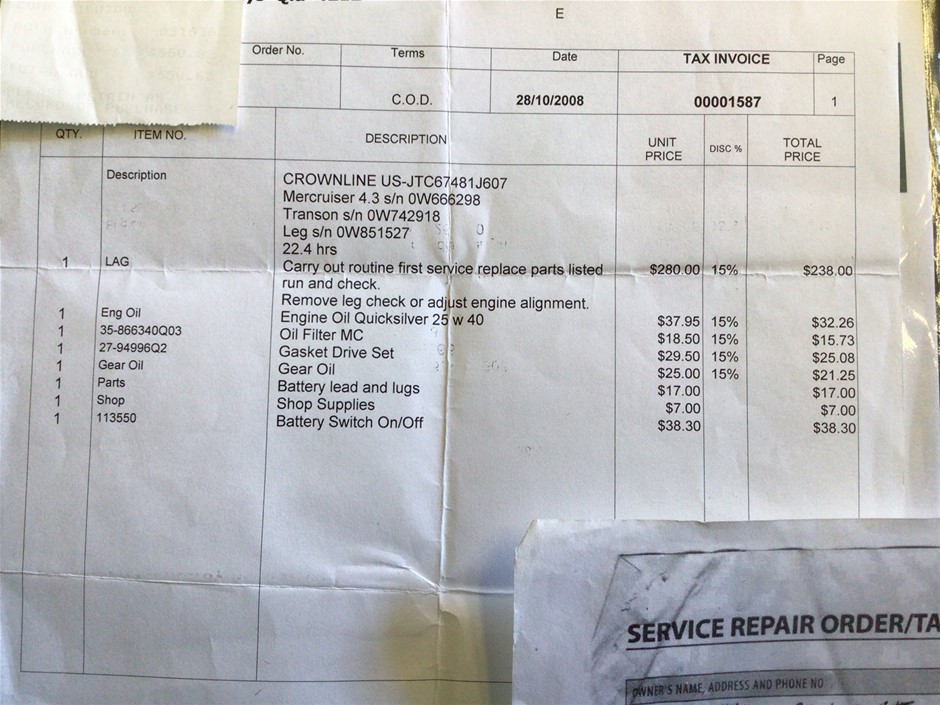 E
Order No. Terms Date TAX INVOICE Page
C.O.D. 28/10/2008 00001587 1
QTY. ITEM NO. DESCRIPTION UNIT PRICE DISC % TOTAL PRICE
Description CROWNLINE US-JTC67481J607
Mercruiser 4.3 s/n 0W666298
Transon s/n 0W742918
Leg s/n 0W851527
22.4 hrs
1 LAG Carry out routine first service replace parts listed $280.00 15% $238.00
run and check.
Remove leg check or adjust engine alignment.
1 Eng Oil Engine Oil Quicksilver 25 w 40 $37.95 15% $32.26
1 35-866340Q03 Oil Filter MC $18.50 15% $15.73
1 27-94996Q2 Gasket Drive Set $29.50 15% $25.08
1 Gear Oil Gear Oil $25.00 15% $21.25
1 Parts Battery lead and lugs $17.00 $17.00
1 Shop Shop Supplies $7.00 $7.00
1 113550 Battery Switch On/Off $38.30 $38.30
SERVICE REPAIR ORDER/TA
OWNER'S NAME, ADDRESS AND PHONE NO